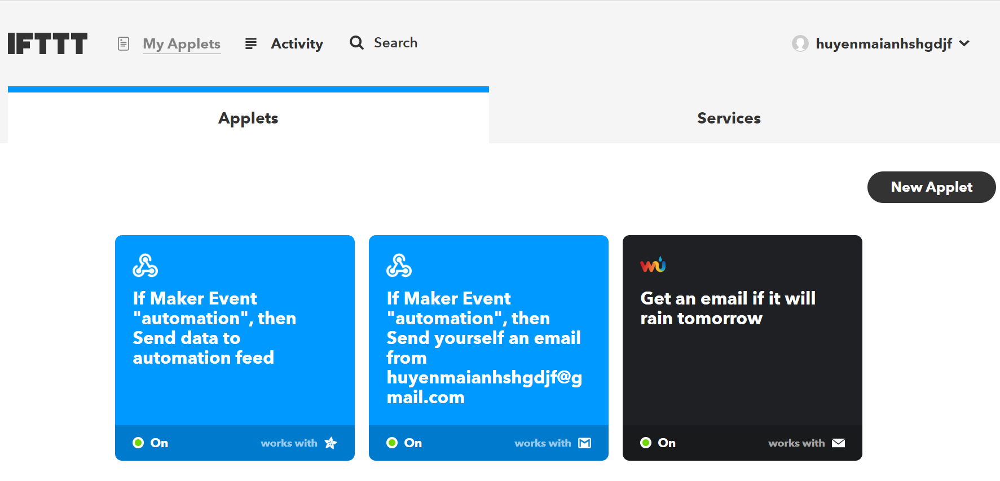 IFTTT My Applets Activity Search huyenmaianhshgdjf
Applets Services
New Applet
If Maker Event
"automation", then
Send data to
automation feed
On works with
If Maker Event
"automation", then
Send yourself an email
from
huyenmaianhshgdjf@g
mail.com
On works with
wu
Get an email if it will
rain tomorrow
On works with